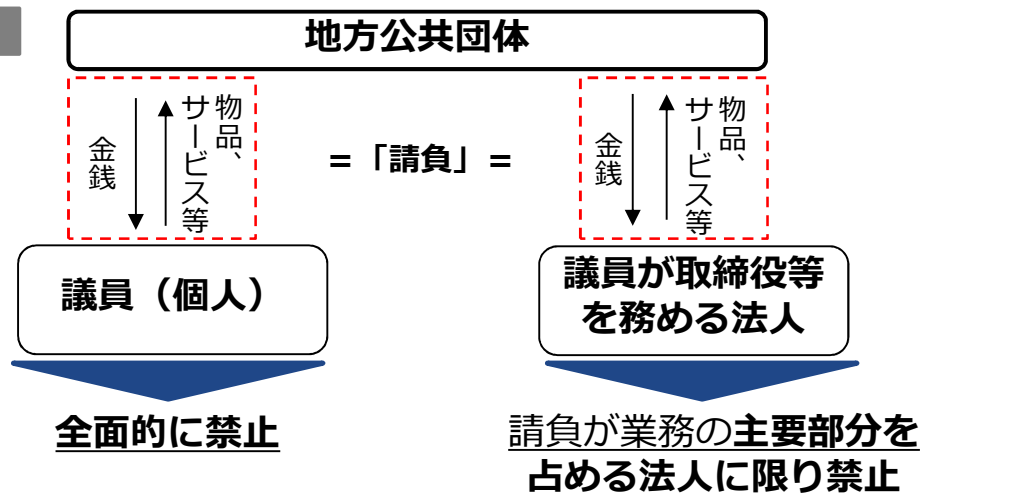 地方公共団体
金銭
物品、
サービス等
=「請負」=
金銭
物品、
サービス等
議員（個人）
議員が取締役等
を務める法人
全面的に禁止
請負が業務の主要部分を
占める法人に限り禁止